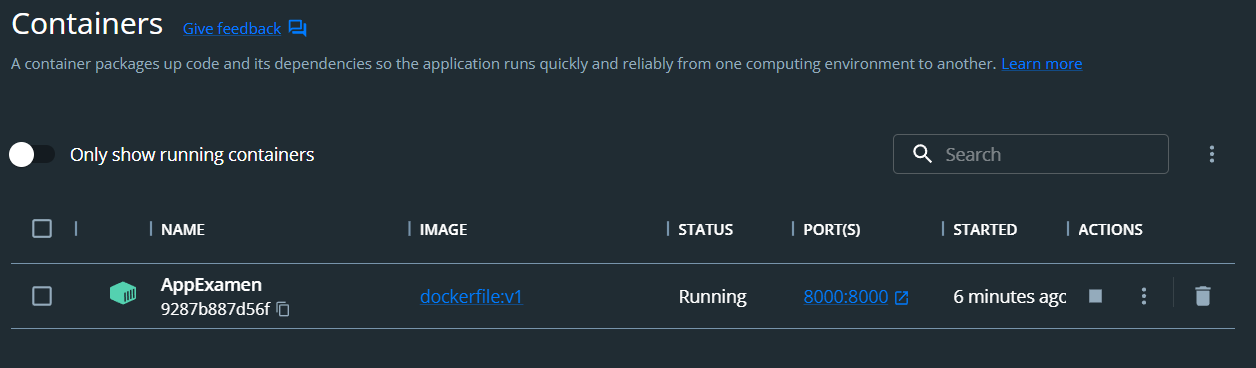 Containers Give feedback
A container packages up code and its dependencies so the application runs quickly and reliably from one computing environment to another. Learn more
Only show running containers Search
NAME IMAGE STATUS PORT(S) STARTED ACTIONS
AppExamen
9287b887d56f dockerfile:v1 Running 8000:8000 6 minutes agc